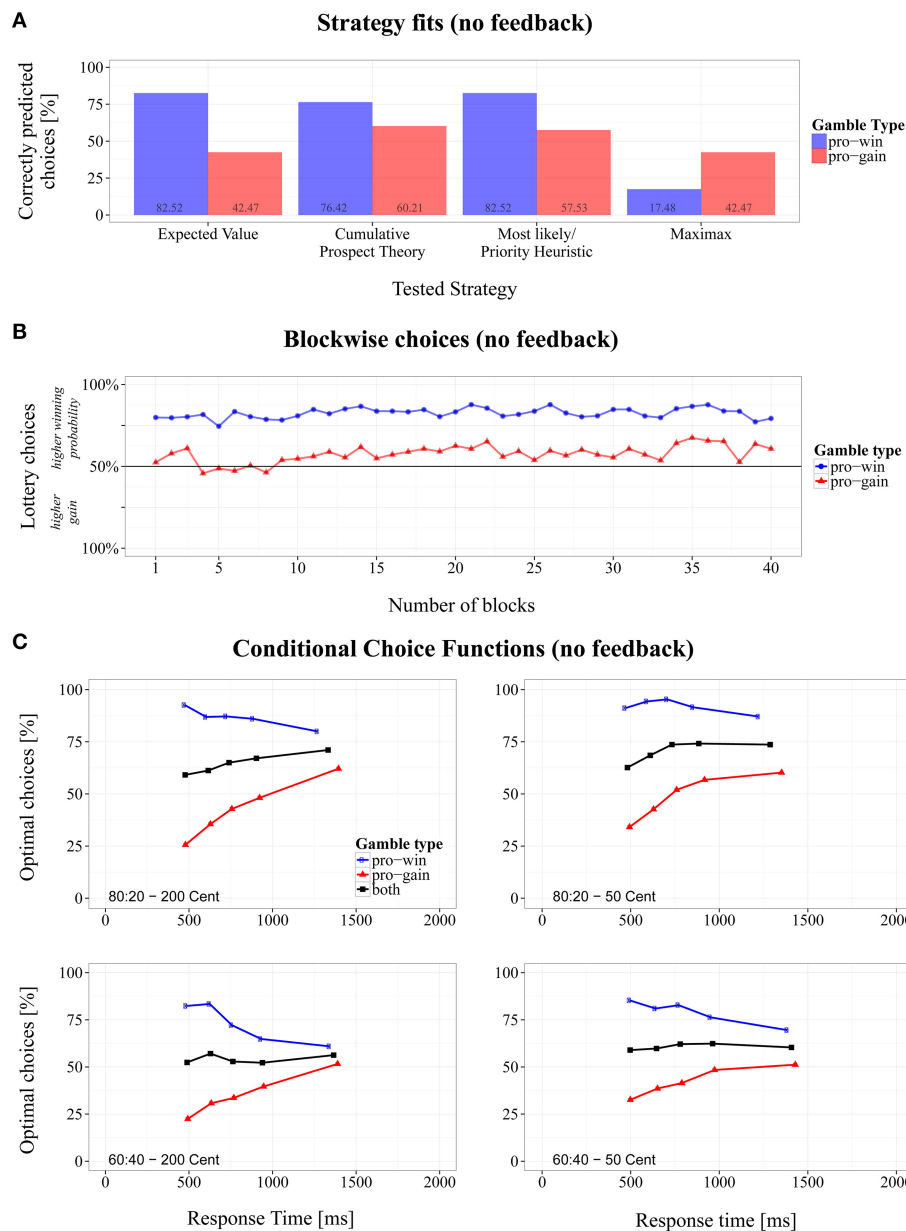 A
Strategy fits (no feedback)
Correctly predicted
choices [%]
100
75
50
25
0
82.52
42.47
76.42
60.21
82.52
57.53
17.48
42.47
Expected Value
Cumulative
Prospect Theory
Most likely/
Priority Heuristic
Maximax
Tested Strategy
Gamble Type
pro−win
pro−gain
B
Blockwise choices (no feedback)
Lottery choices
higher winning
probability
higher
gain
100%
50%
100%
1
5
10
15
20
25
30
35
40
Number of blocks
Gamble type
pro−win
pro−gain
C
Conditional Choice Functions (no feedback)
Optimal choices [%]
100
75
50
25
0
Gamble type
pro−win
pro−gain
both
80:20 − 200 Cent
0
500
1000
1500
2000
100
75
50
25
0
80:20 − 50 Cent
0
500
1000
1500
2000
Optimal choices [%]
100
75
50
25
0
60:40 − 200 Cent
0
500
1000
1500
2000
Response Time [ms]
100
75
50
25
0
60:40 − 50 Cent
0
500
1000
1500
2000
Response time [ms]